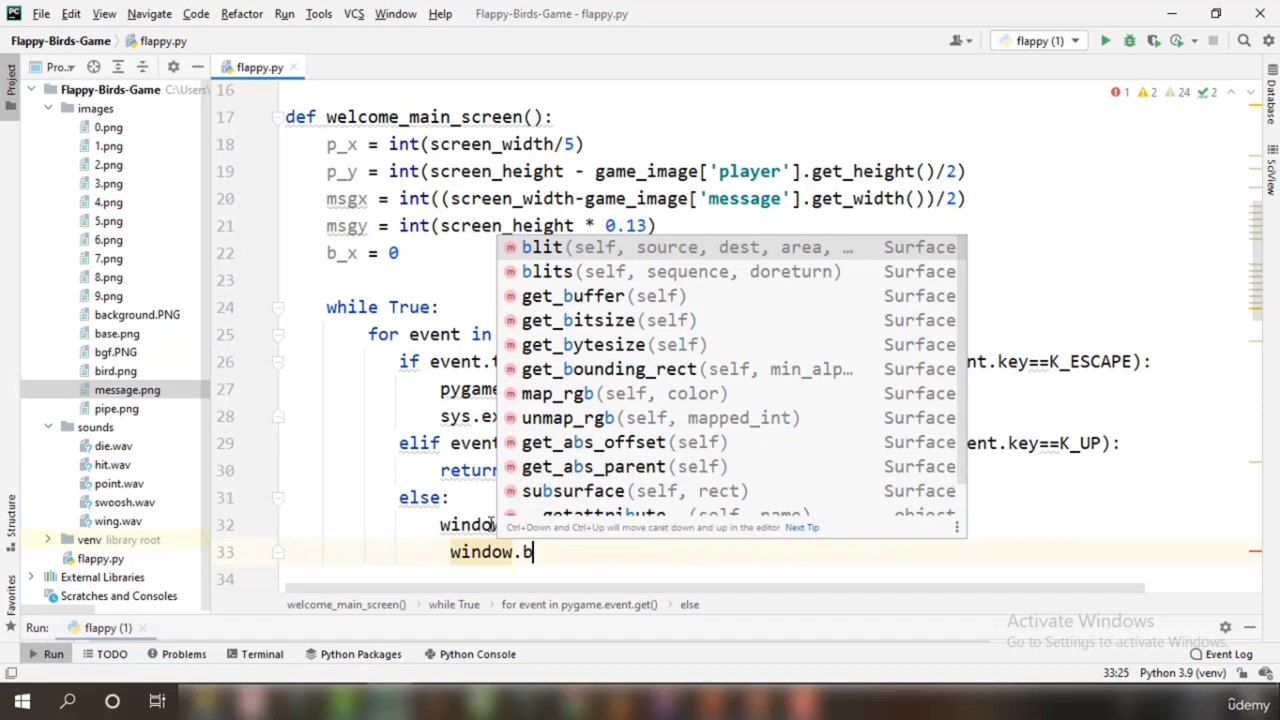 File Edit View Navigate Code Refactor Run Tools VCS Window Help Flappy-Birds-Game - flappy.py
Flappy-Birds-Game flappy.py flappy (1)
Project Pro... flappy.py
Flappy-Birds-Game C:\Users\
images
0.png
1.png
2.png
3.png
4.png
5.png
6.png
7.png
8.png
9.png
background.PNG
base.png
bgf.PNG
bird.png
message.png
pipe.png
sounds
die.wav
hit.wav
point.wav
swoosh.wav
wing.wav
venv library root
flappy.py
External Libraries
Scratches and Consoles
Structure
Favorites
1 2 24 2
Database
SciView
16
17 def welcome_main_screen():
18 p_x = int(screen_width/5)
19 p_y = int(screen_height - game_image['player'].get_height()/2)
20 msgx = int((screen_width-game_image['message'].get_width())/2)
21 msgy = int(screen_height * 0.13)
22 b_x = 0
23
24 while True:
25 for event in
26 if event.t ent.key==K_ESCAPE):
27 pygame
28 sys.ex
29 elif event ent.key==K_UP):
30 return
31 else:
32 window
33 window.b
34
blit(self, source, dest, area, … Surface
blits(self, sequence, doreturn) Surface
get_buffer(self) Surface
get_bitsize(self) Surface
get_bytesize(self) Surface
get_bounding_rect(self, min_alp… Surface
map_rgb(self, color) Surface
unmap_rgb(self, mapped_int) Surface
get_abs_offset(self) Surface
get_abs_parent(self) Surface
subsurface(self, rect) Surface
__getattribute__(self, name) object
Ctrl+Down and Ctrl+Up will move caret down and up in the editor Next Tip
welcome_main_screen() while True for event in pygame.event.get() else
Run: flappy (1)
Activate Windows
Go to Settings to activate Windows.
Run TODO Problems Terminal Python Packages Python Console Event Log
33:25 Python 3.9 (venv)
ûdemy